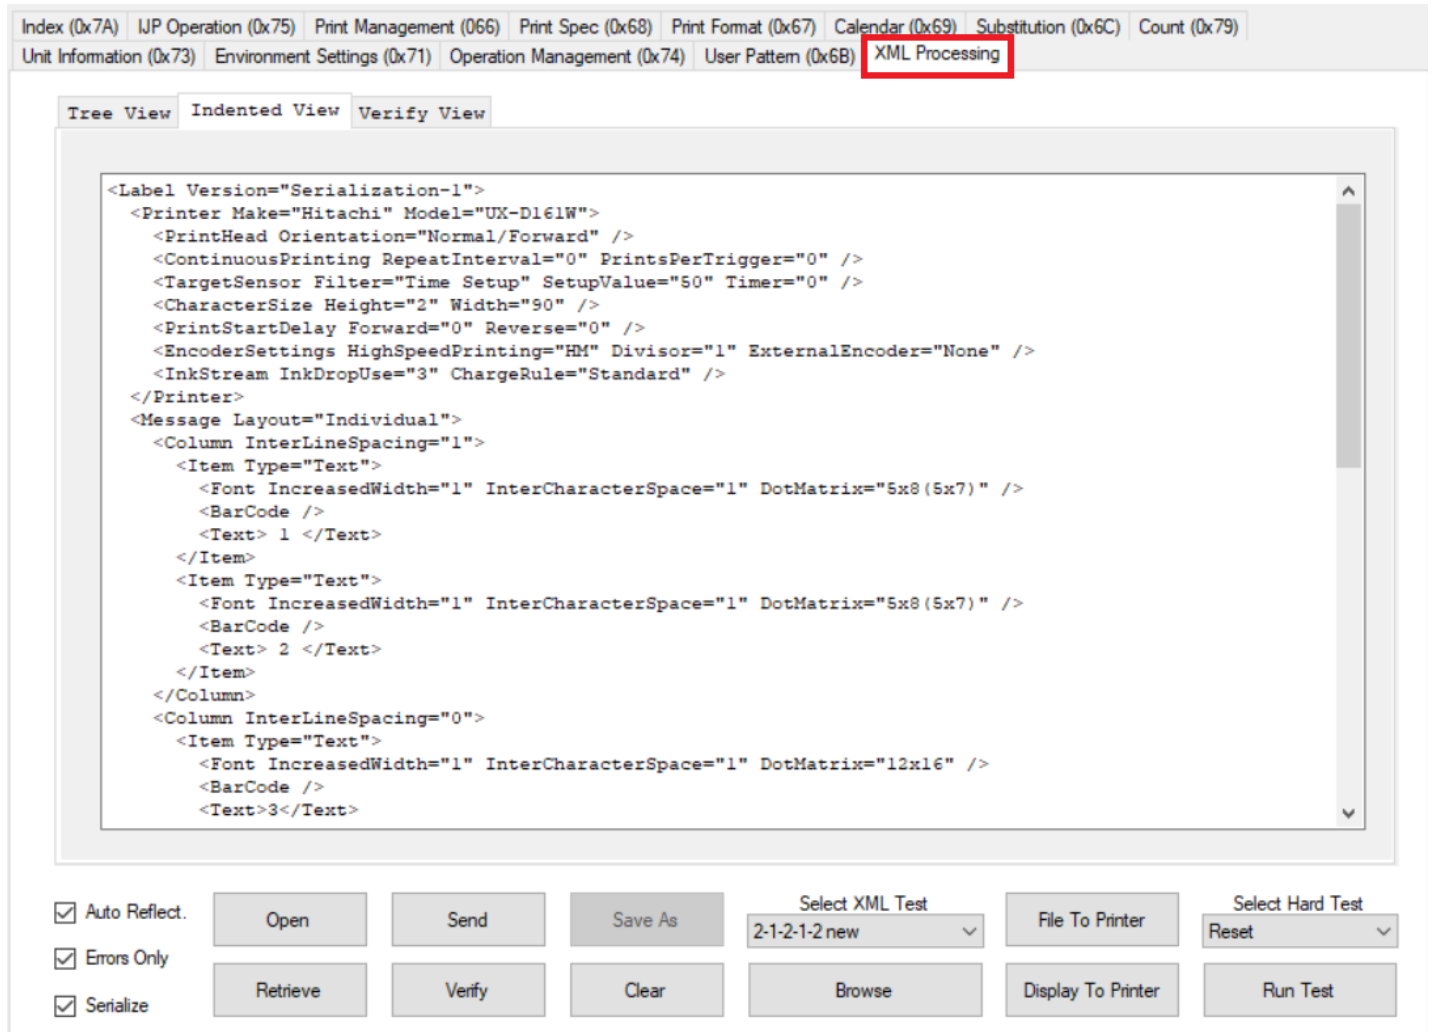 Index (0x7A) IJP Operation (0x75) Print Management (066) Print Spec (0x68) Print Format (0x67) Calendar (0x69) Substitution (0x6C) Count (0x79)
Unit Information (0x73) Environment Settings (0x71) Operation Management (0x74) User Pattern (0x6B) XML Processing
Tree View Indented View Verify View
<Label Version="Serialization-1">
  <Printer Make="Hitachi" Model="UX-D161W">
    <PrintHead Orientation="Normal/Forward" />
    <ContinuousPrinting RepeatInterval="0" PrintsPerTrigger="0" />
    <TargetSensor Filter="Time Setup" SetupValue="50" Timer="0" />
    <CharacterSize Height="2" Width="90" />
    <PrintStartDelay Forward="0" Reverse="0" />
    <EncoderSettings HighSpeedPrinting="HM" Divisor="1" ExternalEncoder="None" />
    <InkStream InkDropUse="3" ChargeRule="Standard" />
  </Printer>
  <Message Layout="Individual">
    <Column InterLineSpacing="1">
      <Item Type="Text">
        <Font IncreasedWidth="1" InterCharacterSpace="1" DotMatrix="5x8(5x7)" />
        <BarCode />
        <Text> 1 </Text>
      </Item>
      <Item Type="Text">
        <Font IncreasedWidth="1" InterCharacterSpace="1" DotMatrix="5x8(5x7)" />
        <BarCode />
        <Text> 2 </Text>
      </Item>
    </Column>
    <Column InterLineSpacing="0">
      <Item Type="Text">
        <Font IncreasedWidth="1" InterCharacterSpace="1" DotMatrix="12x16" />
        <BarCode />
        <Text>3</Text>
Select XML Test Select Hard Test
Auto Reflect. Open Send Save As 2-1-2-1-2 new File To Printer Reset
Errors Only
Serialize Retrieve Verify Clear Browse Display To Printer Run Test